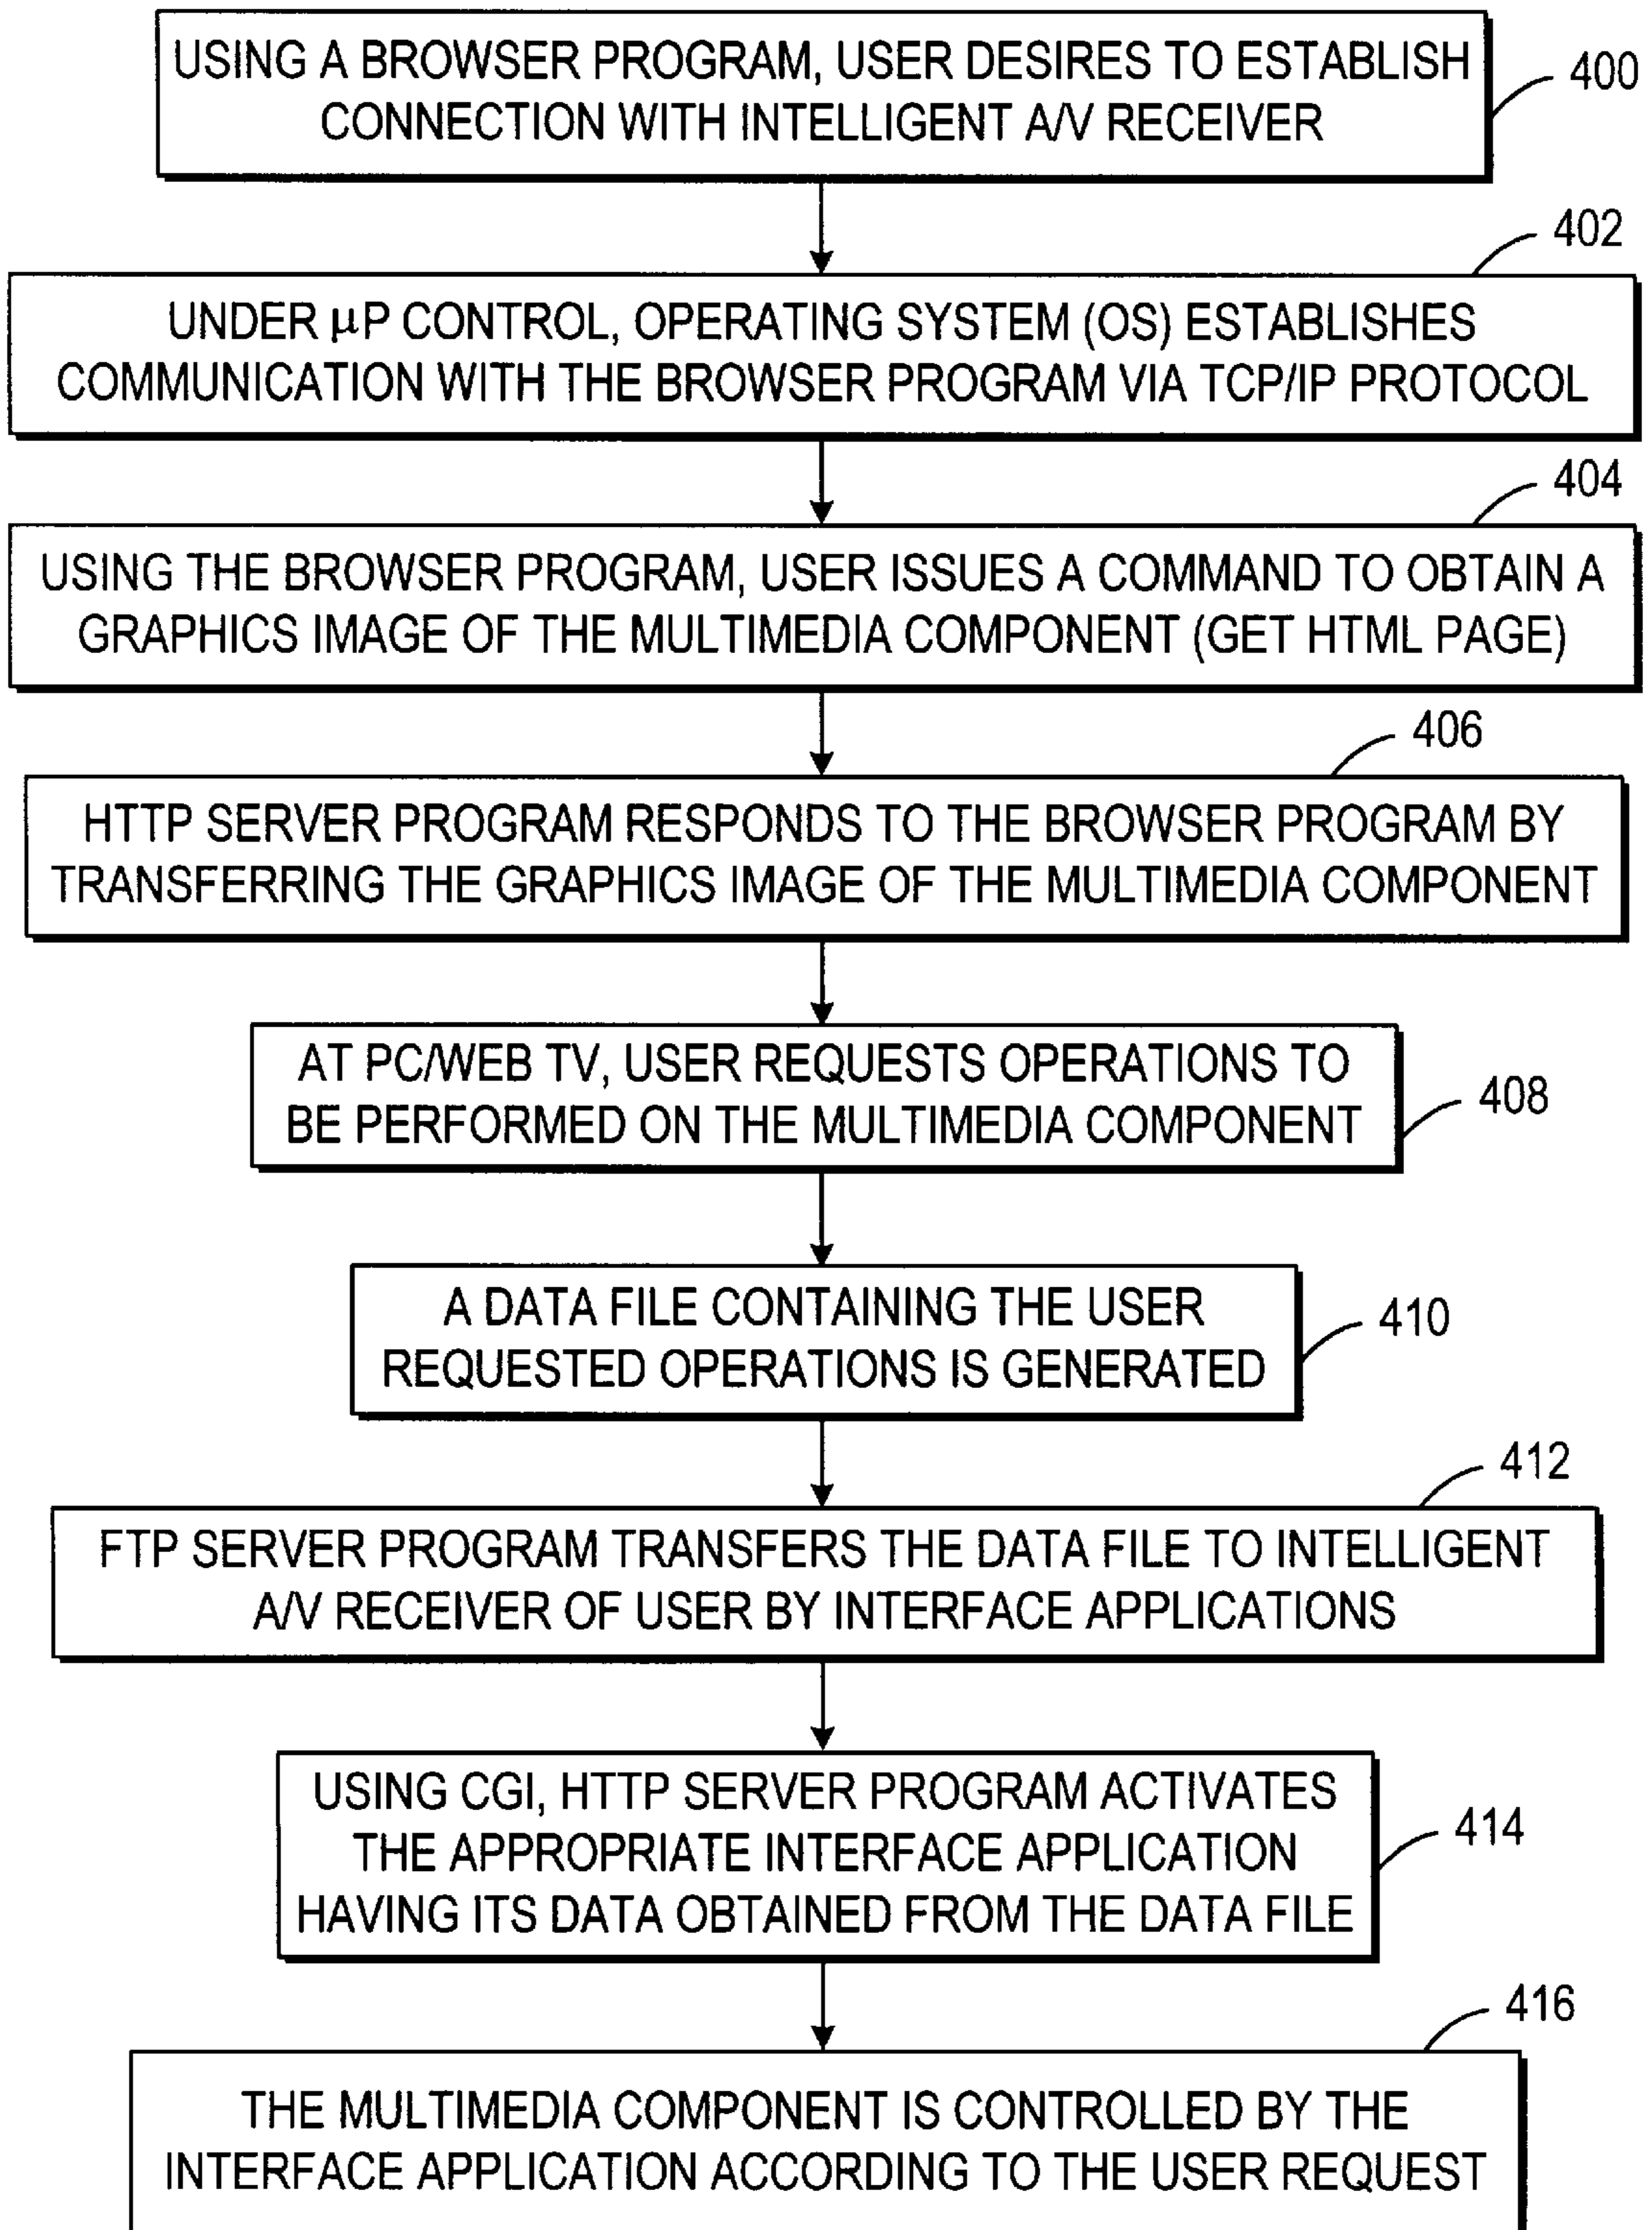 USING A BROWSER PROGRAM, USER DESIRES TO ESTABLISH
CONNECTION WITH INTELLIGENT A/V RECEIVER
400
402
UNDER µP CONTROL, OPERATING SYSTEM (OS) ESTABLISHES
COMMUNICATION WITH THE BROWSER PROGRAM VIA TCP/IP PROTOCOL
404
USING THE BROWSER PROGRAM, USER ISSUES A COMMAND TO OBTAIN A
GRAPHICS IMAGE OF THE MULTIMEDIA COMPONENT (GET HTML PAGE)
406
HTTP SERVER PROGRAM RESPONDS TO THE BROWSER PROGRAM BY
TRANSFERRING THE GRAPHICS IMAGE OF THE MULTIMEDIA COMPONENT
AT PC/WEB TV, USER REQUESTS OPERATIONS TO
BE PERFORMED ON THE MULTIMEDIA COMPONENT
408
A DATA FILE CONTAINING THE USER
REQUESTED OPERATIONS IS GENERATED
410
412
FTP SERVER PROGRAM TRANSFERS THE DATA FILE TO INTELLIGENT
A/V RECEIVER OF USER BY INTERFACE APPLICATIONS
USING CGI, HTTP SERVER PROGRAM ACTIVATES
THE APPROPRIATE INTERFACE APPLICATION
HAVING ITS DATA OBTAINED FROM THE DATA FILE
414
416
THE MULTIMEDIA COMPONENT IS CONTROLLED BY THE
INTERFACE APPLICATION ACCORDING TO THE USER REQUEST